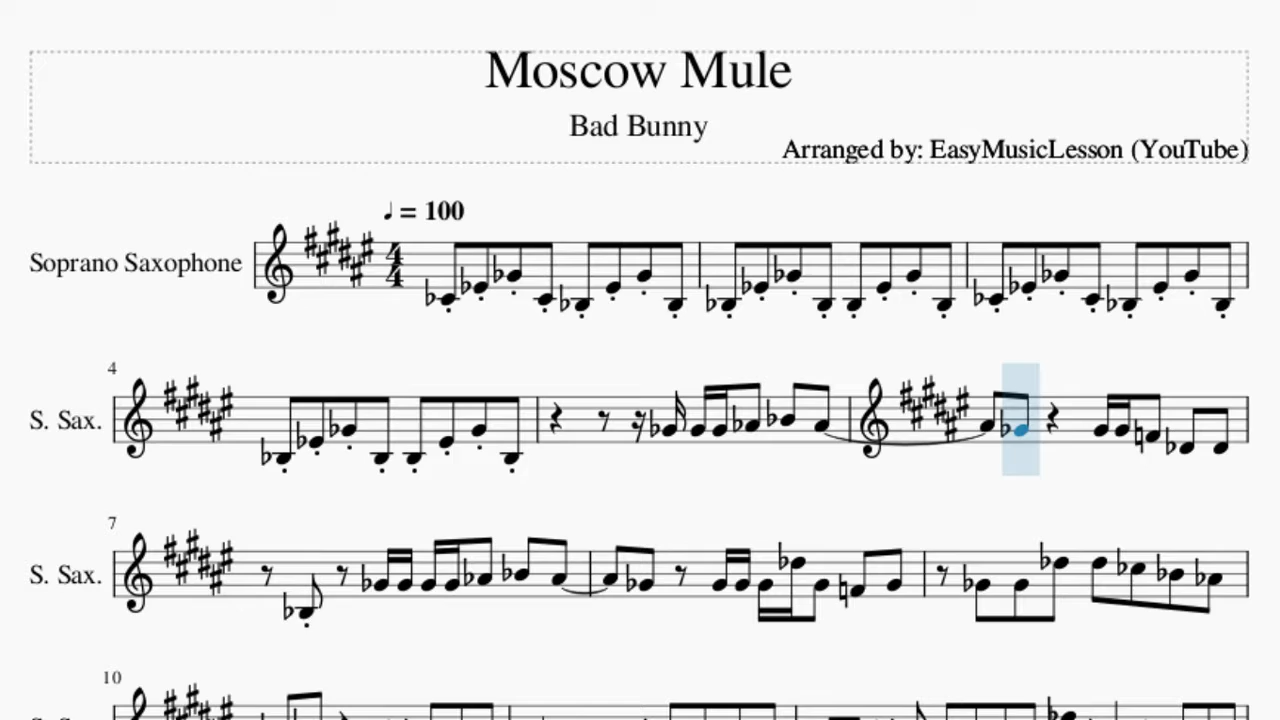 Moscow Mule
Bad Bunny
Arranged by: EasyMusicLesson (YouTube)
♩ = 100
Soprano Saxophone
4
4
4
S. Sax.
7
S. Sax.
10